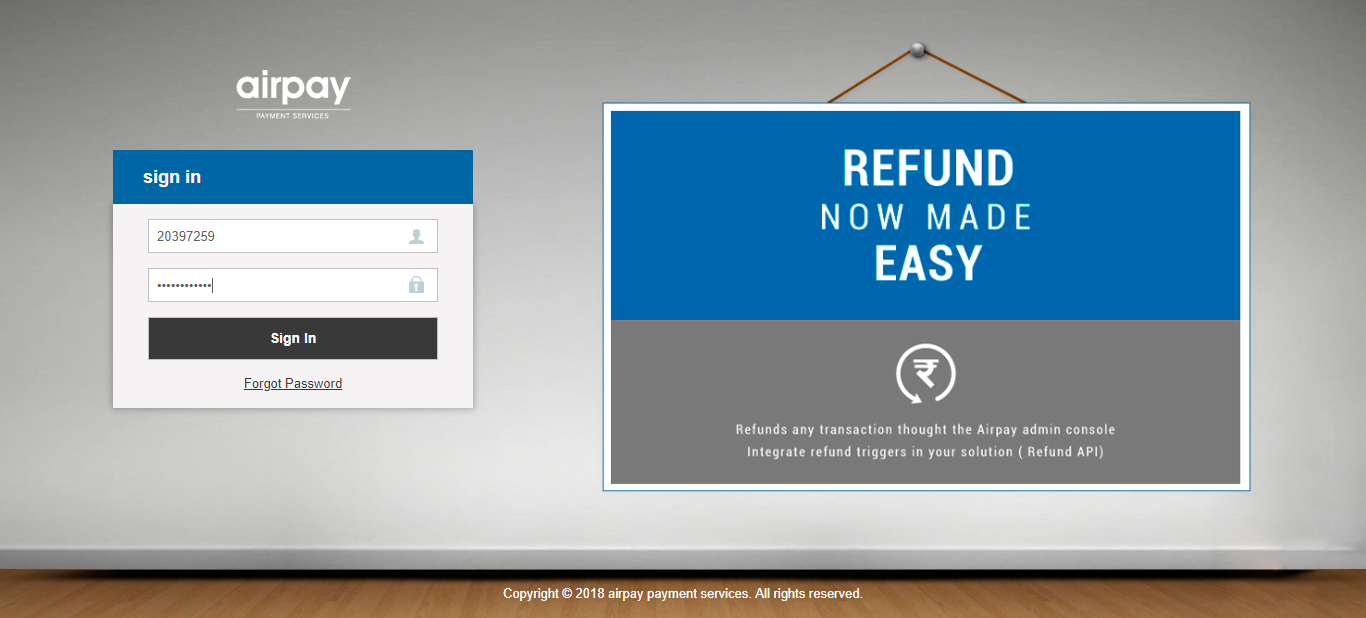 airpay
PAYMENT SERVICES
sign in
20397259
••••••••••••
Sign In
Forgot Password
REFUND
NOW MADE
EASY
₹
Refunds any transaction thought the Airpay admin console
Integrate refund triggers in your solution ( Refund API)
Copyright © 2018 airpay payment services. All rights reserved.